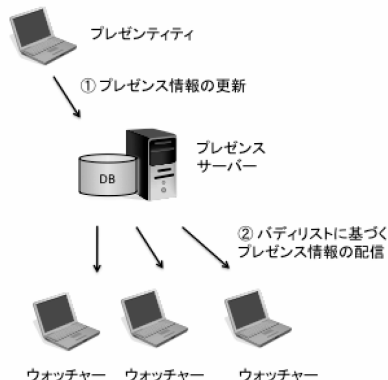 プレゼンティティ
① プレゼンス情報の更新
プレゼンス
サーバー
DB
② バディリストに基づく
プレゼンス情報の配信
ウォッチャー ウォッチャー ウォッチャー